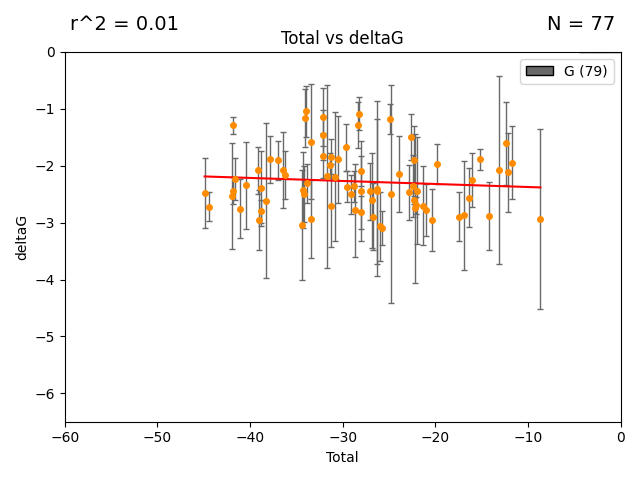 r^2 = 0.01
N = 77
Total vs deltaG
G (79)
deltaG
0
−1
−2
−3
−4
−5
−6
−60 −50 −40 −30 −20 −10 0
Total